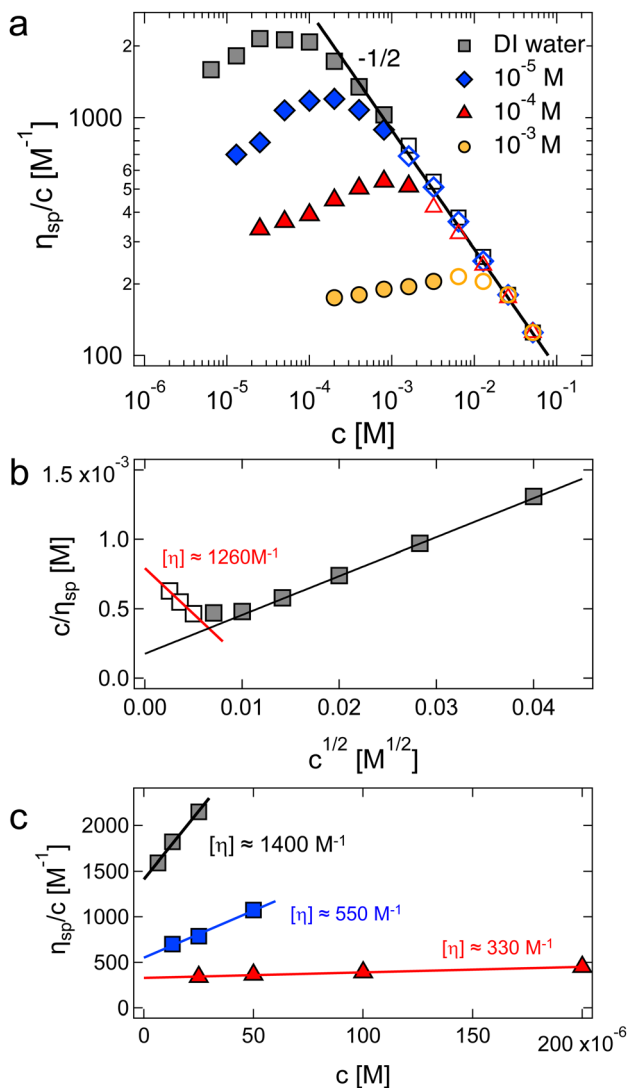 a
2
1000
6
5
4
3
2
100
η_sp/c [M⁻¹]
-1/2
DI water
10⁻⁵ M
10⁻⁴ M
10⁻³ M
10⁻⁶ 10⁻⁵ 10⁻⁴ 10⁻³ 10⁻² 10⁻¹
c [M]
b
1.5 x10⁻³
1.0
0.5
0.0
c/η_sp [M]
[η] ≈ 1260M⁻¹
0.00 0.01 0.02 0.03 0.04
c^1/2 [M^1/2]
c
2000
1500
1000
500
0
η_sp/c [M⁻¹]
[η] ≈ 1400 M⁻¹
[η] ≈ 550 M⁻¹
[η] ≈ 330 M⁻¹
0 50 100 150 200 x10⁻⁶
c [M]